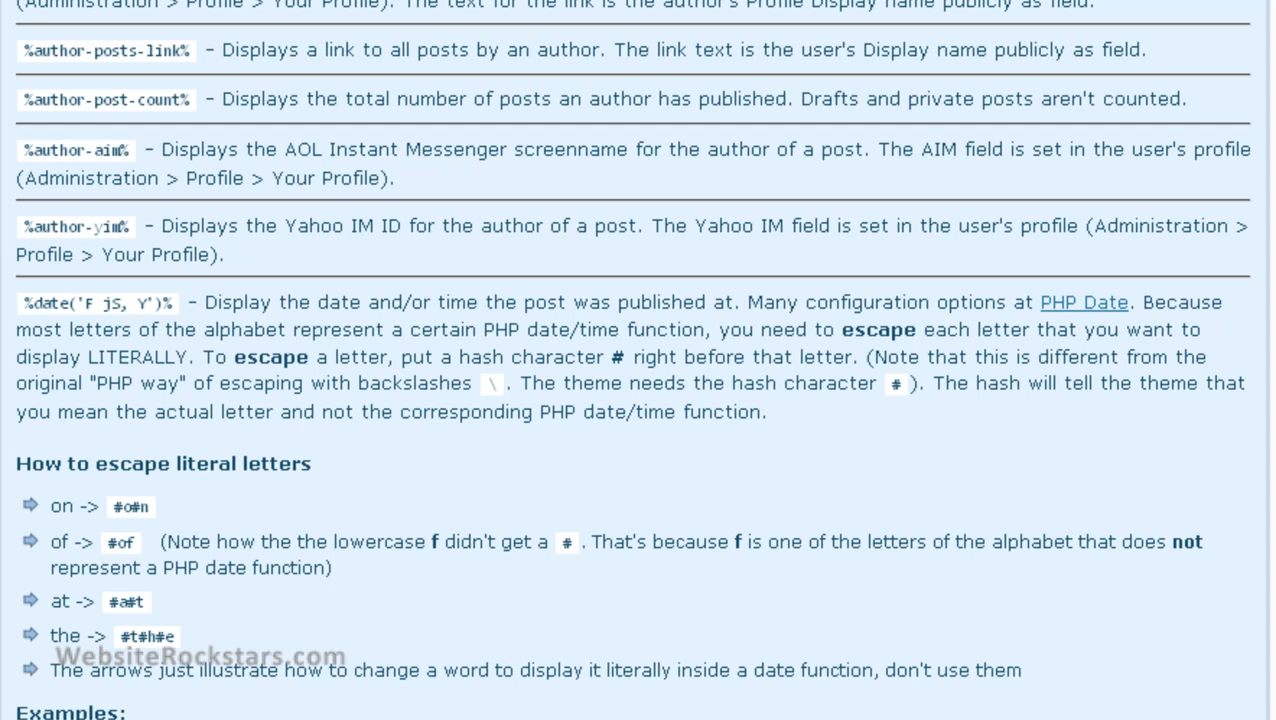 (Administration > Profile > Your Profile). The text for the link is the author's Profile Display name publicly as field.
%author-posts-link% – Displays a link to all posts by an author. The link text is the user's Display name publicly as field.
%author-post-count% – Displays the total number of posts an author has published. Drafts and private posts aren't counted.
%author-aim% – Displays the AOL Instant Messenger screenname for the author of a post. The AIM field is set in the user's profile
(Administration > Profile > Your Profile).
%author-yim% – Displays the Yahoo IM ID for the author of a post. The Yahoo IM field is set in the user's profile (Administration >
Profile > Your Profile).
%date('F jS, Y')% – Display the date and/or time the post was published at. Many configuration options at PHP Date. Because
most letters of the alphabet represent a certain PHP date/time function, you need to escape each letter that you want to
display LITERALLY. To escape a letter, put a hash character # right before that letter. (Note that this is different from the
original "PHP way" of escaping with backslashes \. The theme needs the hash character #). The hash will tell the theme that
you mean the actual letter and not the corresponding PHP date/time function.
How to escape literal letters
on -> #o#n
of -> #of (Note how the the lowercase f didn't get a #. That's because f is one of the letters of the alphabet that does not
represent a PHP date function)
at -> #a#t
the -> #t#h#e
WebsiteRockstars.com
The arrows just illustrate how to change a word to display it literally inside a date function, don't use them
Examples: